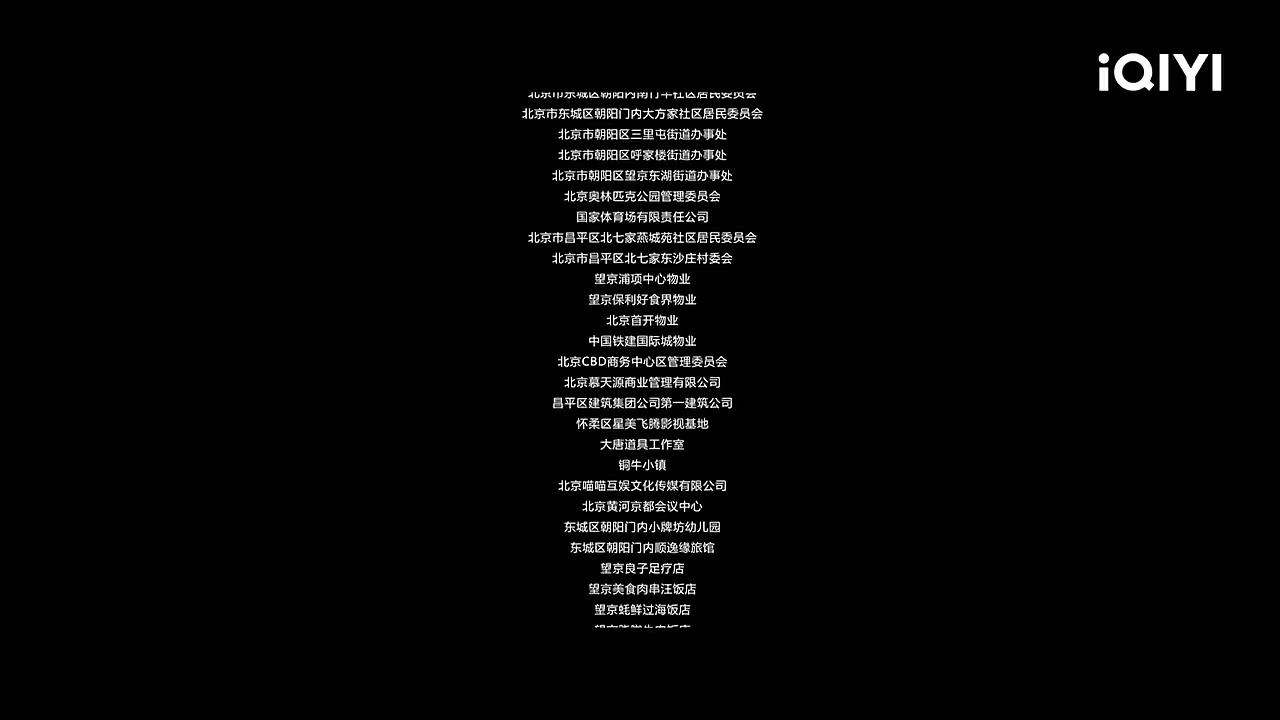 iQIYI
北京市东城区朝阳门内大方家社区居民委员会
北京市朝阳区三里屯街道办事处
北京市朝阳区呼家楼街道办事处
北京市朝阳区望京东湖街道办事处
北京奥林匹克公园管理委员会
国家体育场有限责任公司
北京市昌平区北七家燕城苑社区居民委员会
北京市昌平区北七家东沙庄村委会
望京浦项中心物业
望京保利好食界物业
北京首开物业
中国铁建国际城物业
北京CBD商务中心区管理委员会
北京慕天源商业管理有限公司
昌平区建筑集团公司第一建筑公司
怀柔区星美飞腾影视基地
大唐道具工作室
铜牛小镇
北京喵喵互娱文化传媒有限公司
北京黄河京都会议中心
东城区朝阳门内小牌坊幼儿园
东城区朝阳门内顺逸缘旅馆
望京良子足疗店
望京美食肉串汪饭店
望京蚝鲜过海饭店